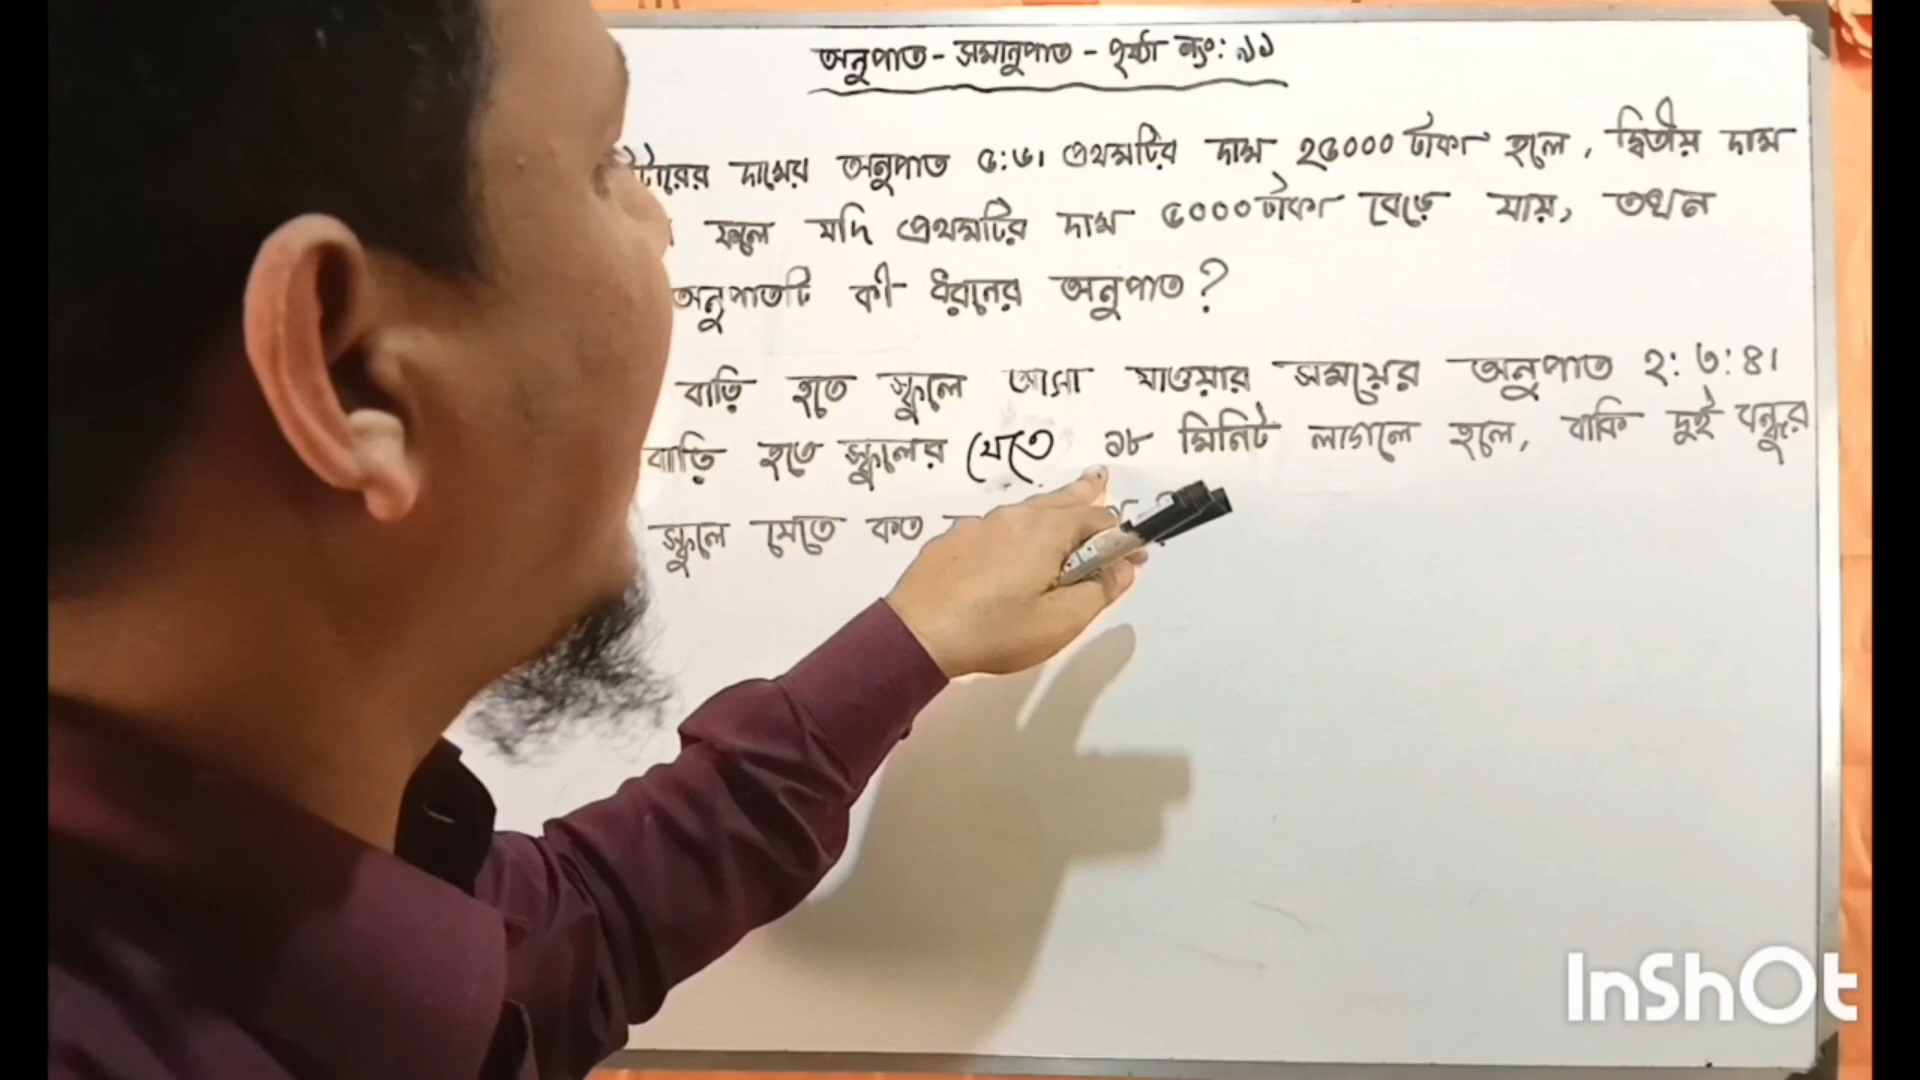 অনুপাত - সমানুপাত - পৃষ্ঠা নং: ১১
টারের দামের অনুপাত ৫:৬। প্রথমটির দাম ২৫০০০ টাকা হলে, দ্বিতীয় দাম
ফলে যদি প্রথমটির দাম ৫০০০ টাকা বেড়ে যায়, তখন
অনুপাতটি কী ধরনের অনুপাত?
বাড়ি হতে স্কুলে আসা যাওয়ার সময়ের অনুপাত ২:৩:৪।
বাড়ি হতে স্কুলের যেতে ১৮ মিনিট লাগলে হলে, বাকি দুই বন্ধুর
স্কুলে যেতে কত
InShOt